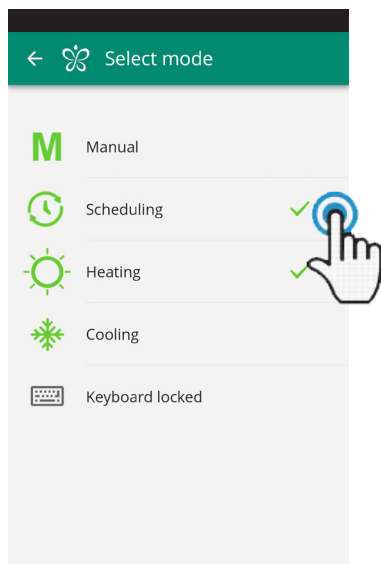 Select mode
M
Manual
Scheduling
Heating
Cooling
Keyboard locked